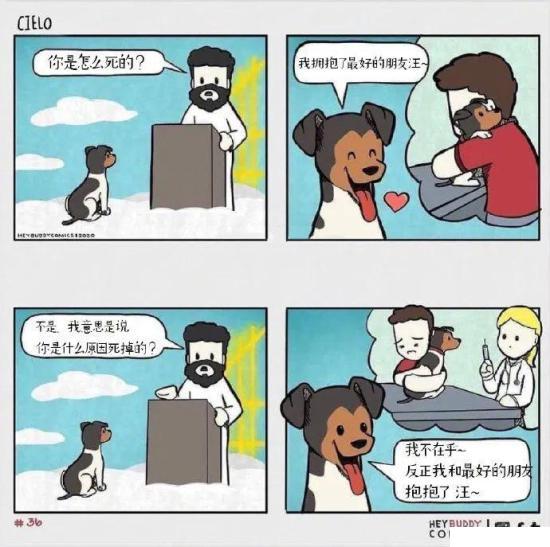 CIELO
你是怎么死的？
我拥抱了最好的朋友汪~
HEYBUDDYCOMICS©2020
不是，我意思是说
你是什么原因死掉的？
我不在乎~
反正我和最好的朋友
抱抱了 汪~
#36
HEYBUDDY